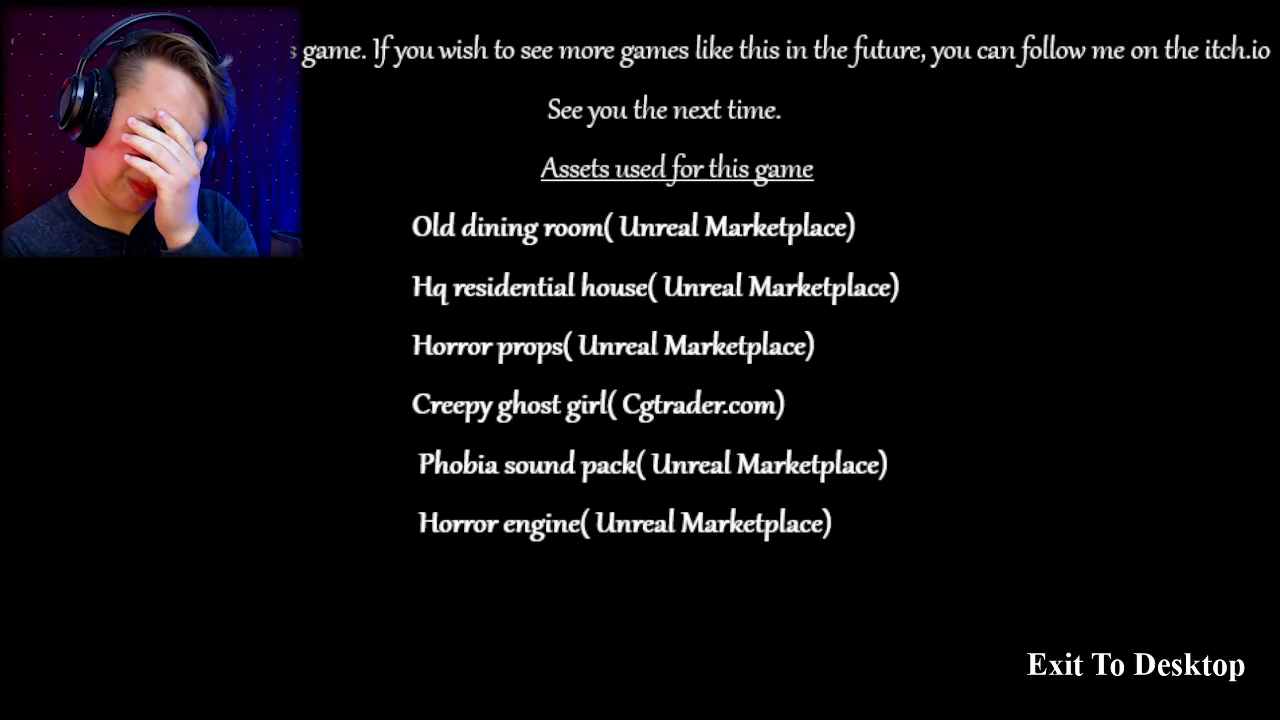 game. If you wish to see more games like this in the future, you can follow me on the itch.io
See you the next time.
Assets used for this game
Old dining room( Unreal Marketplace)
Hq residential house( Unreal Marketplace)
Horror props( Unreal Marketplace)
Creepy ghost girl( Cgtrader.com)
Phobia sound pack( Unreal Marketplace)
Horror engine( Unreal Marketplace)
Exit To Desktop